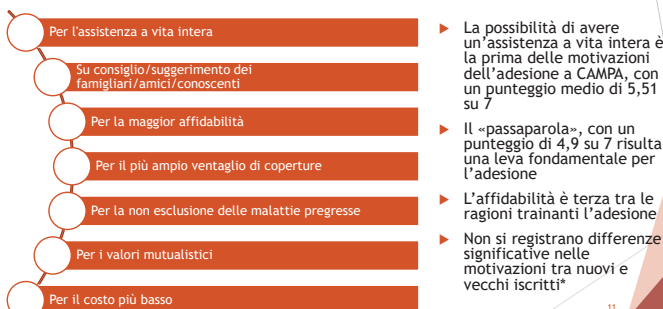 Per l'assistenza a vita intera
Su consiglio/suggerimento dei
famigliari/amici/conoscenti
Per la maggior affidabilità
Per il più ampio ventaglio di coperture
Per la non esclusione delle malattie pregresse
Per i valori mutualistici
Per il costo più basso
La possibilità di avere
un'assistenza a vita intera è
la prima delle motivazioni
dell'adesione a CAMPA, con
un punteggio medio di 5,51
su 7
Il «passaparola», con un
punteggio di 4,9 su 7 risulta
una leva fondamentale per
l'adesione
L'affidabilità è terza tra le
ragioni trainanti l'adesione
Non si registrano differenze
significative nelle
motivazioni tra nuovi e
vecchi iscritti*
11